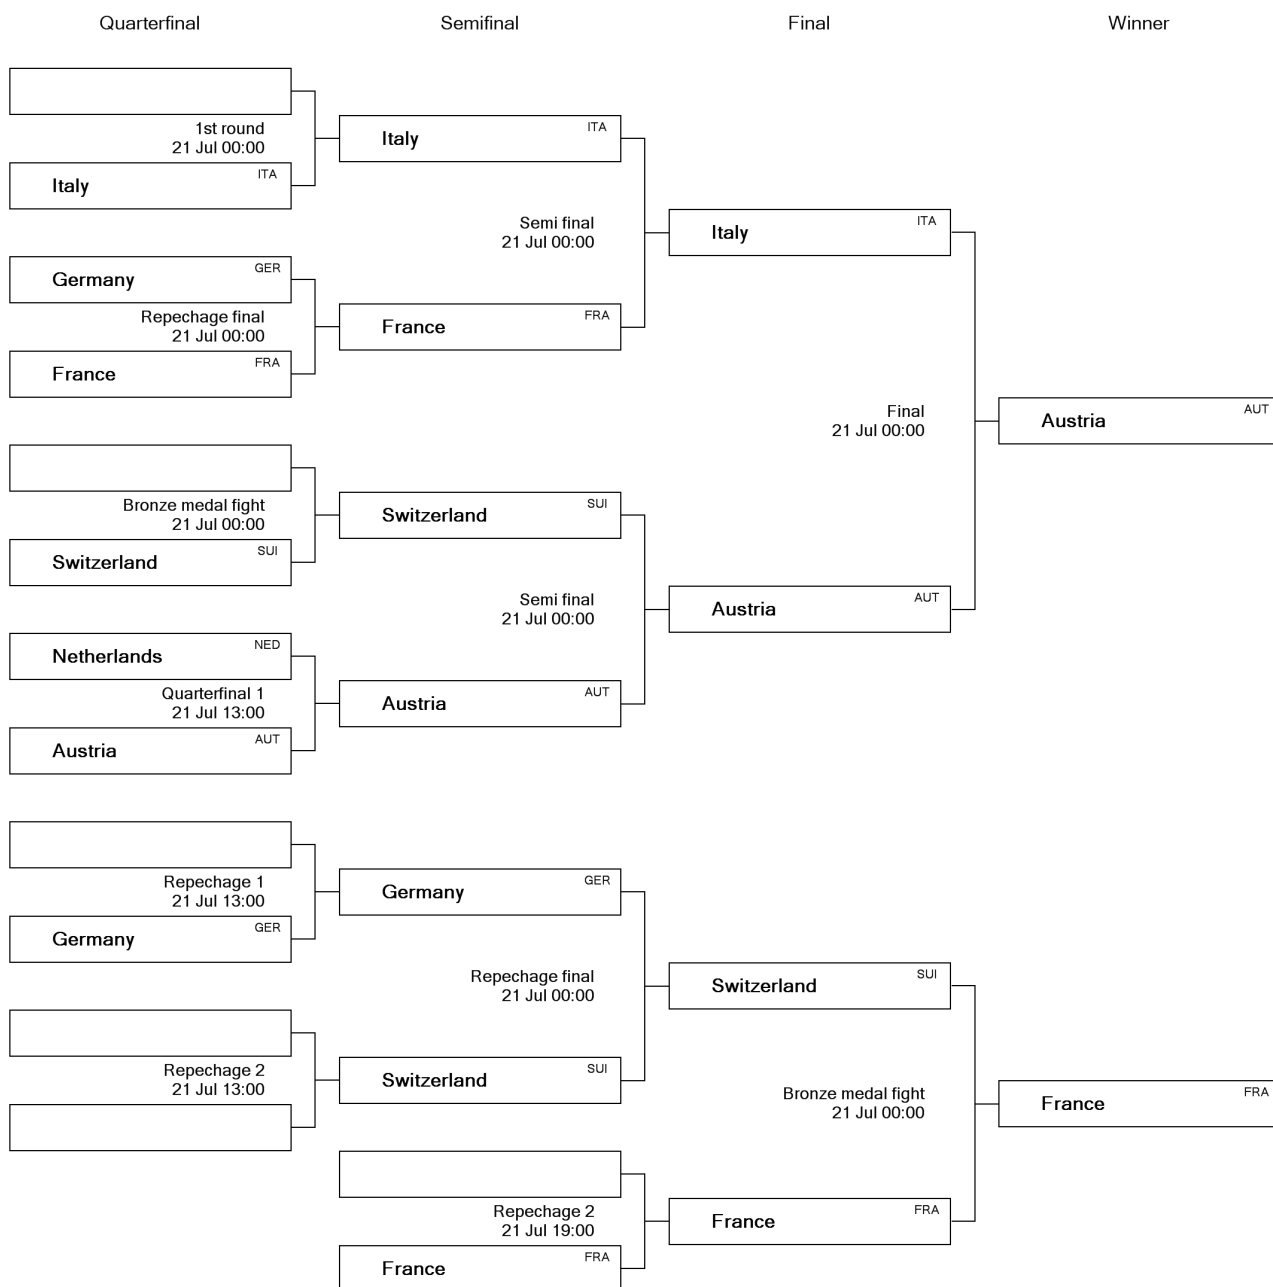 Quarterfinal
Semifinal
Final
Winner
1st round
21 Jul 00:00
Italy ITA
Germany GER
Repechage final
21 Jul 00:00
France FRA
Bronze medal fight
21 Jul 00:00
Switzerland SUI
Netherlands NED
Quarterfinal 1
21 Jul 13:00
Austria AUT
Repechage 1
21 Jul 13:00
Germany GER
Repechage 2
21 Jul 13:00
Italy ITA
Semi final
21 Jul 00:00
France FRA
Switzerland SUI
Semi final
21 Jul 00:00
Austria AUT
Germany GER
Repechage final
21 Jul 00:00
Switzerland SUI
Repechage 2
21 Jul 19:00
France FRA
Italy ITA
Final
21 Jul 00:00
Austria AUT
Switzerland SUI
Bronze medal fight
21 Jul 00:00
France FRA
Austria AUT
France FRA